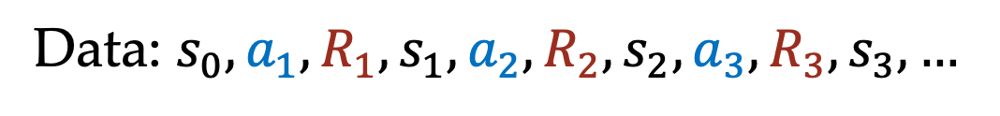 Data: s₀, a₁, R₁, s₁, a₂, R₂, s₂, a₃, R₃, s₃, ...